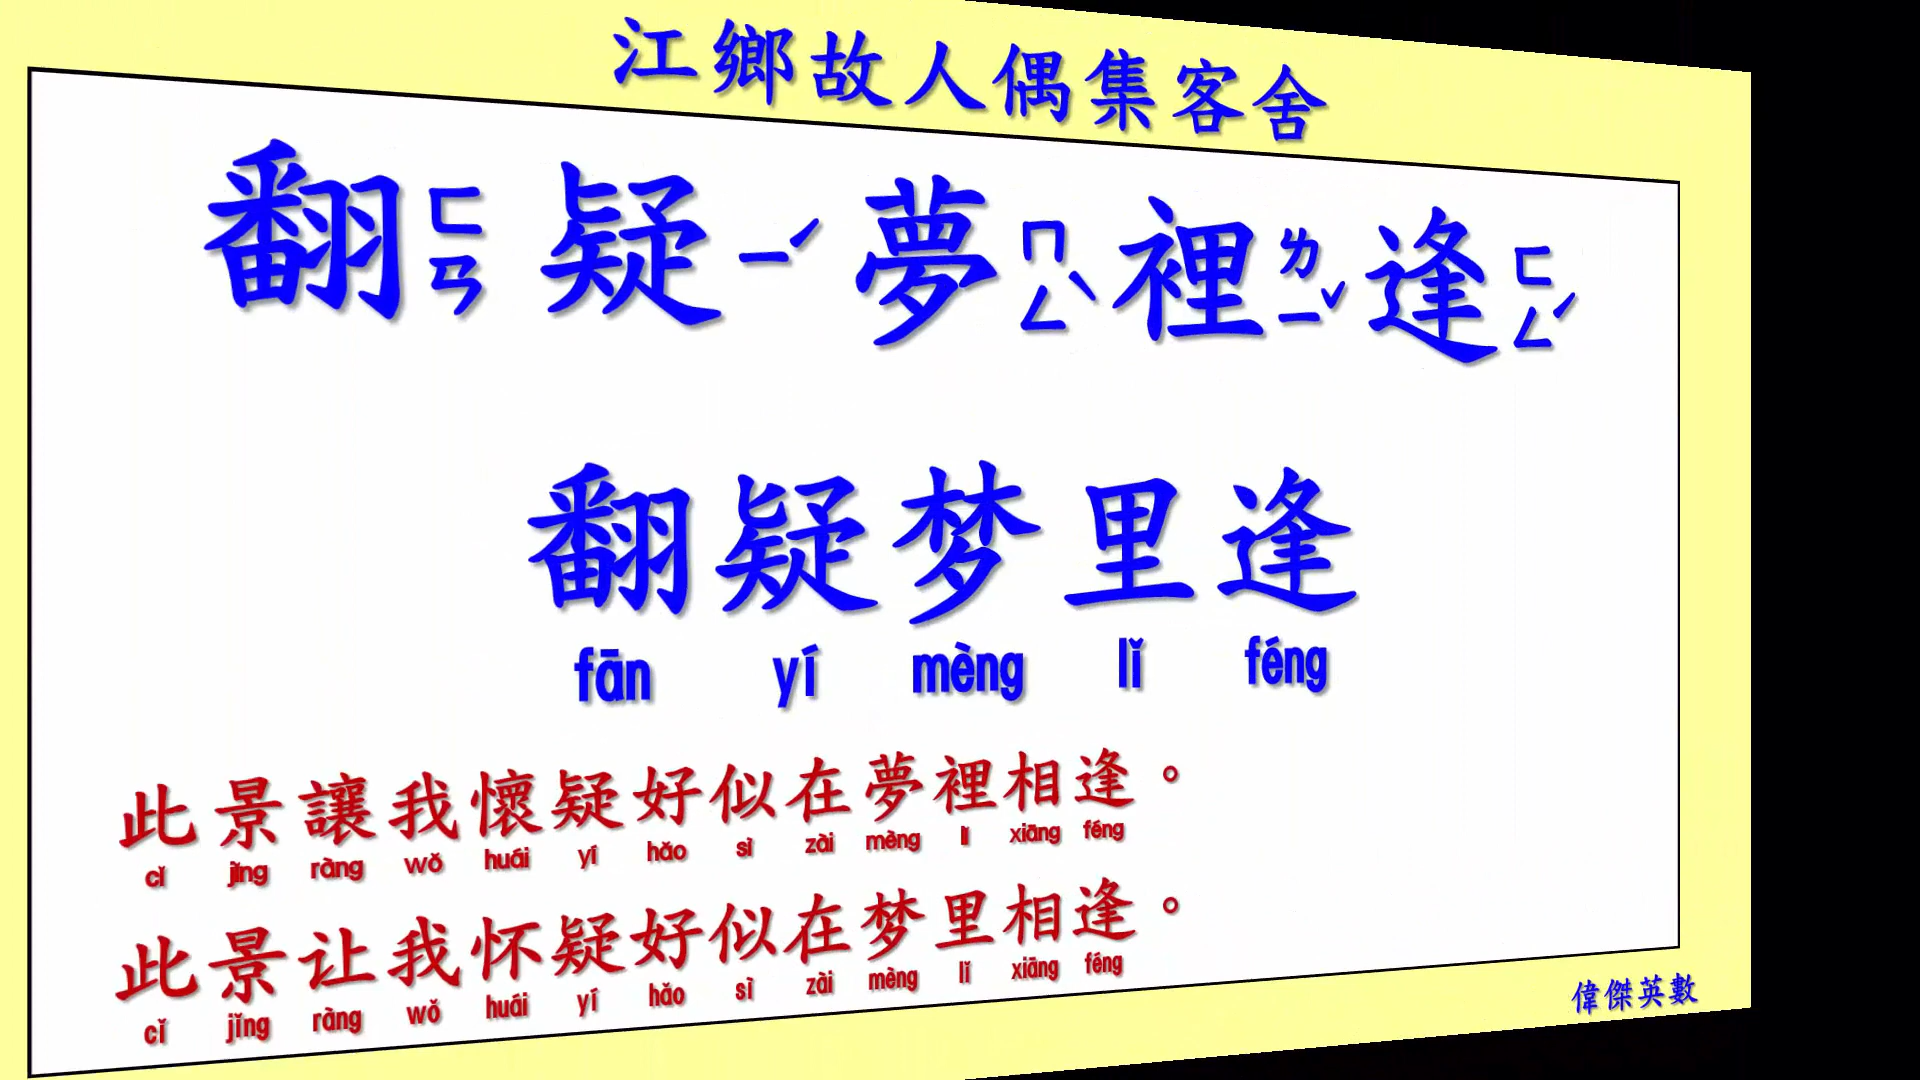 江鄉故人偶集客舍
翻ㄈㄢ 疑ㄧˊ 夢ㄇㄥˋ 裡ㄌㄧˇ 逢ㄈㄥˊ
翻疑梦里逢
fān yí mèng lǐ féng
此景讓我懷疑好似在夢裡相逢。
cǐ jǐng ràng wǒ huái yí hǎo sì zài mèng lǐ xiāng féng
此景让我怀疑好似在梦里相逢。
cǐ jǐng ràng wǒ huái yí hǎo sì zài mèng lǐ xiāng féng
偉傑英數